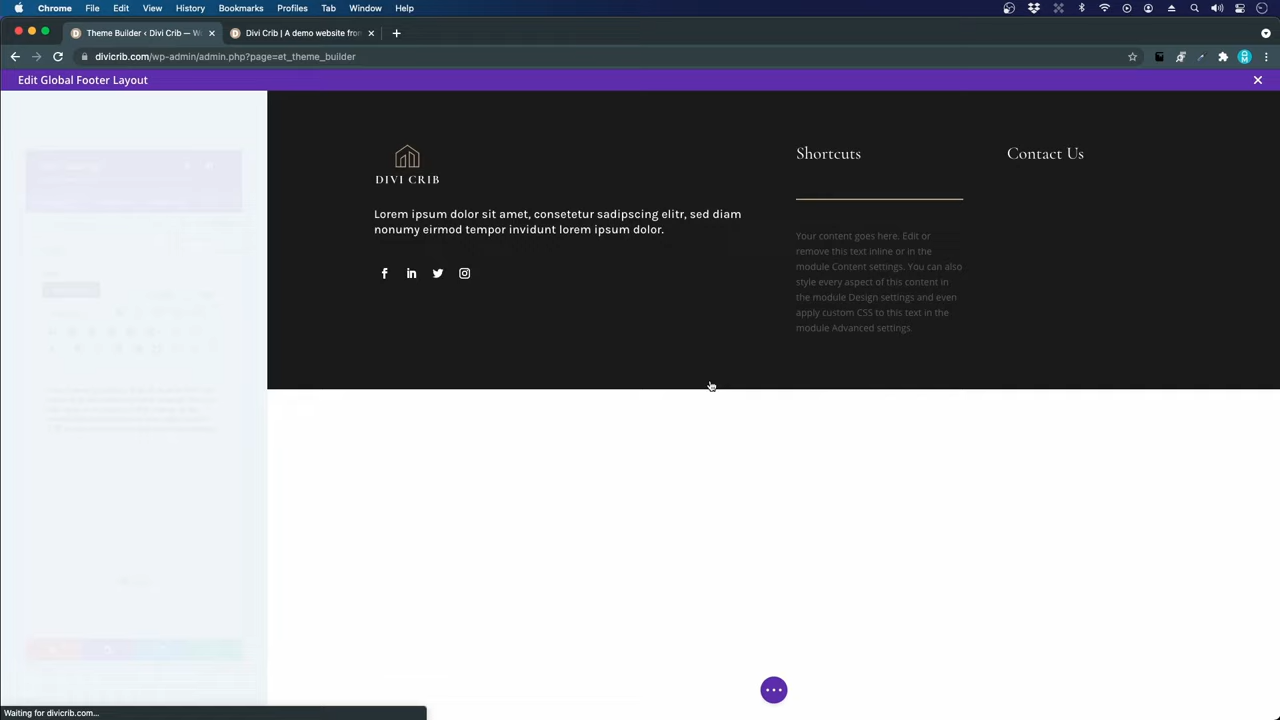 Chrome File Edit View History Bookmarks Profiles Tab Window Help
Theme Builder < Divi Crib — W
Divi Crib | A demo website from
divicrib.com/wp-admin/admin.php?page=et_theme_builder
Edit Global Footer Layout
DIVI CRIB
Lorem ipsum dolor sit amet, consetetur sadipscing elitr, sed diam
nonumy eirmod tempor invidunt lorem ipsum dolor.
Shortcuts
Your content goes here. Edit or
remove this text inline or in the
module Content settings. You can also
style every aspect of this content in
the module Design settings and even
apply custom CSS to this text in the
module Advanced settings.
Contact Us
Waiting for divicrib.com...